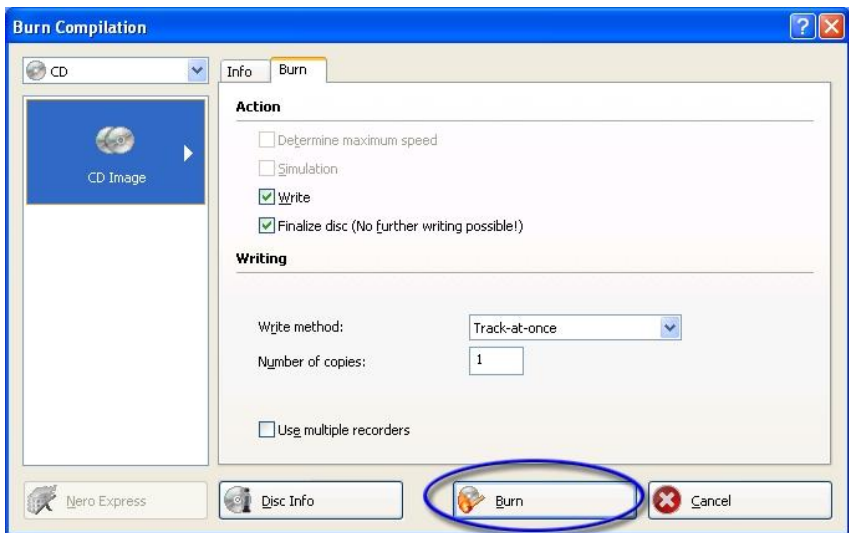 Burn Compilation
CD
Info
Burn
CD Image
Action
Determine maximum speed
Simulation
Write
Finalize disc (No further writing possible!)
Writing
Write method:
Track-at-once
Number of copies:
1
Use multiple recorders
Nero Express
Disc Info
Burn
Cancel